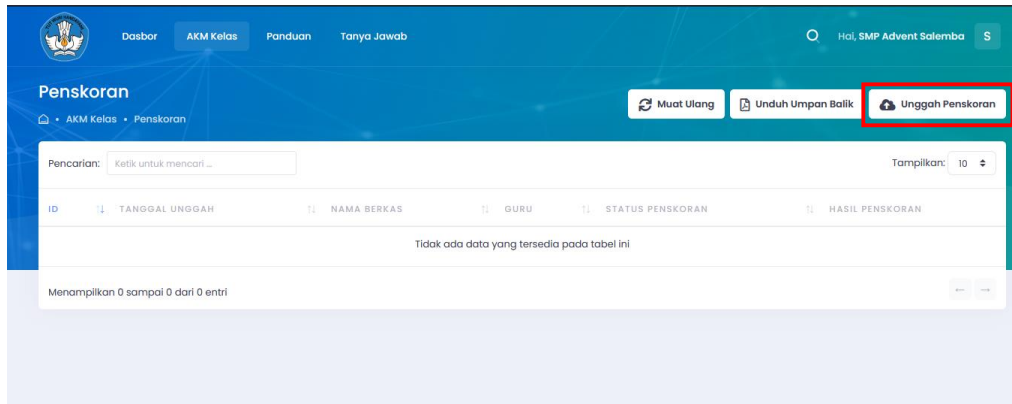 Dasbor AKM Kelas Panduan Tanya Jawab Hai, SMP Advent Salemba S
Penskoran
AKM Kelas • Penskoran
Muat Ulang Unduh Umpan Balik Unggah Penskoran
Pencarian: Ketik untuk mencari ... Tampilkan: 10
ID TANGGAL UNGGAH NAMA BERKAS GURU STATUS PENSKORAN HASIL PENSKORAN
Tidak ada data yang tersedia pada tabel ini
Menampilkan 0 sampai 0 dari 0 entri